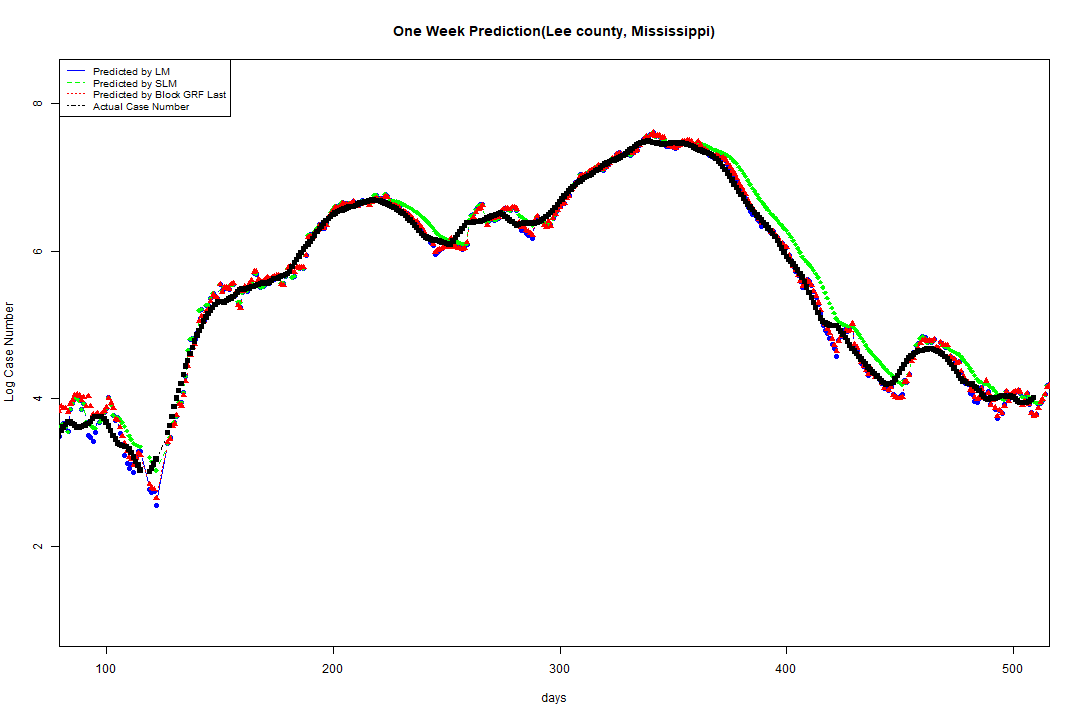 One Week Prediction(Lee county, Mississippi)
Predicted by LM
Predicted by SLM
Predicted by Block GRF Last
Actual Case Number
8
6
4
2
Log Case Number
100 200 300 400 500
days